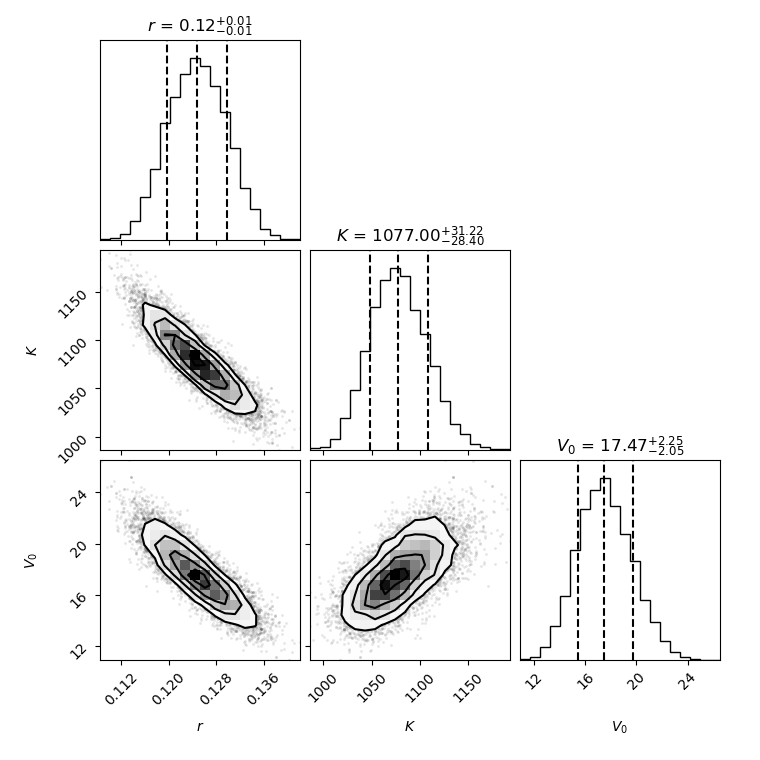 r = 0.12+0.01−0.01
K = 1077.00+31.22−28.40
K
1150
1100
1050
1000
V0 = 17.47+2.25−2.05
V0
24
20
16
12
0.112 0.120 0.128 0.136
1000 1050 1100 1150
12 16 20 24
r K V0